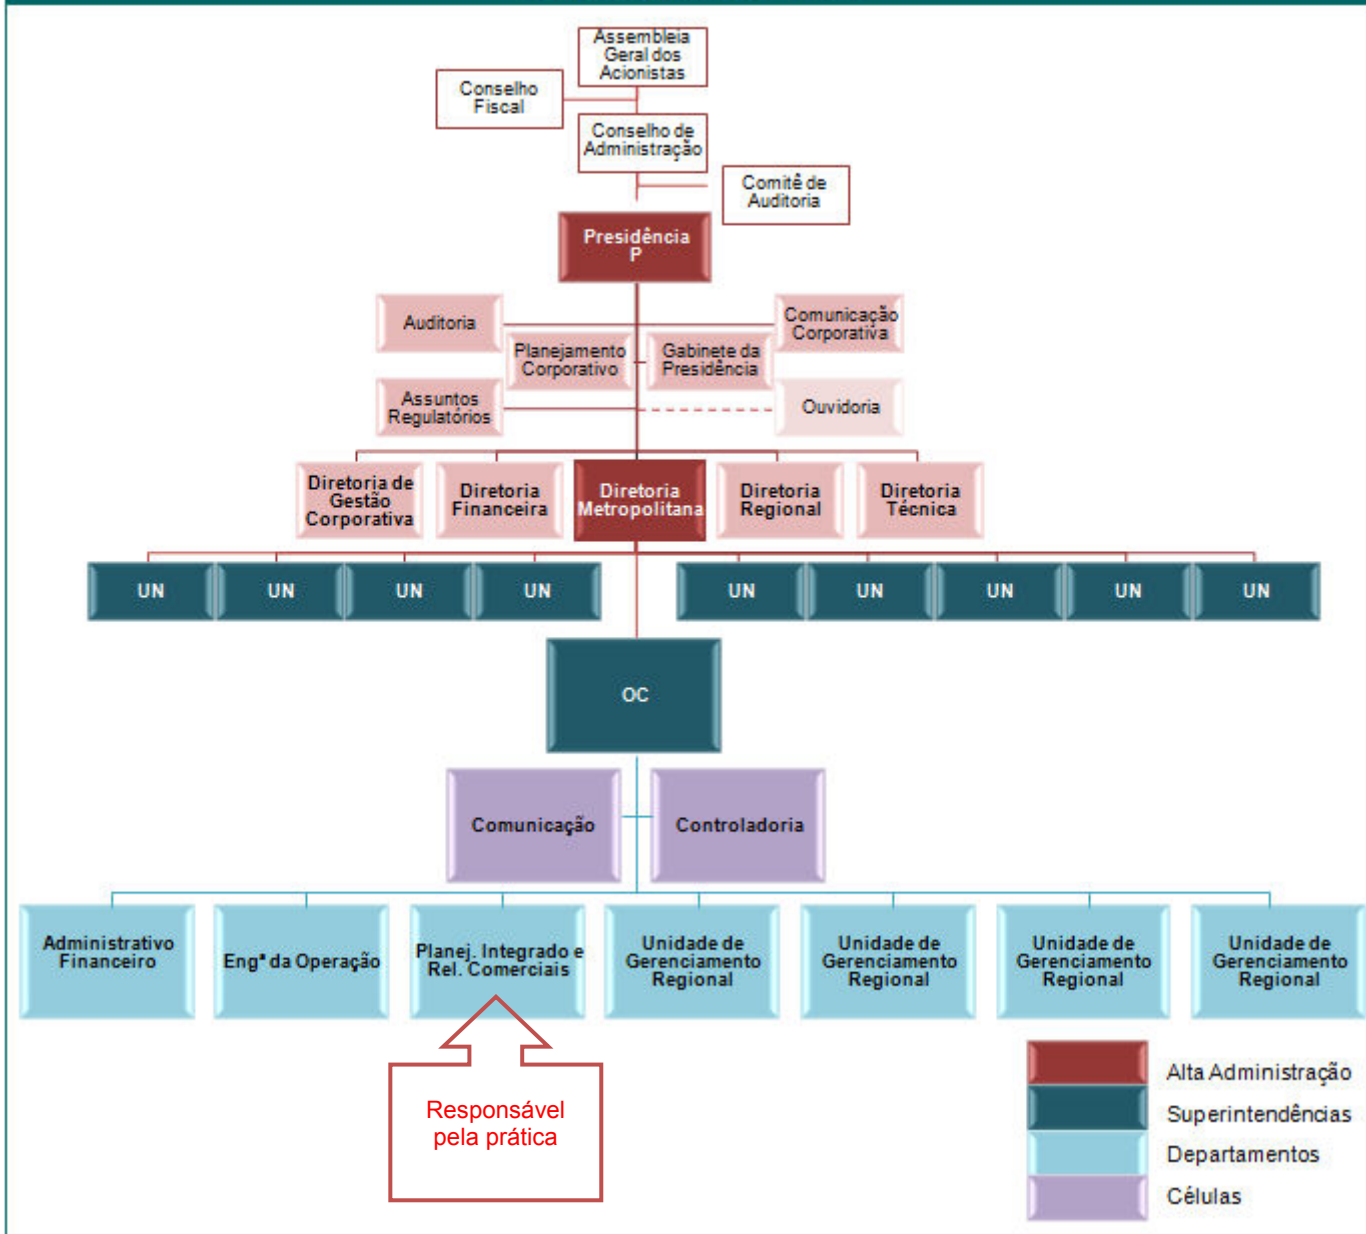 Assembleia
Geral dos
Acionistas
Conselho
Fiscal
Conselho de
Administração
Comitê de
Auditoria
Presidência
P
Auditoria
Comunicação
Corporativa
Planejamento
Corporativo
Gabinete da
Presidência
Assuntos
Regulatórios
Ouvidoria
Diretoria de
Gestão
Corporativa
Diretoria
Financeira
Diretoria
Metropolitana
Diretoria
Regional
Diretoria
Técnica
UN
UN
UN
UN
UN
UN
UN
UN
UN
OC
Comunicação
Controladoria
Administrativo
Financeiro
Engª da Operação
Planej. Integrado e
Rel. Comerciais
Unidade de
Gerenciamento
Regional
Unidade de
Gerenciamento
Regional
Unidade de
Gerenciamento
Regional
Unidade de
Gerenciamento
Regional
Responsável
pela prática
Alta Administração
Superintendências
Departamentos
Células